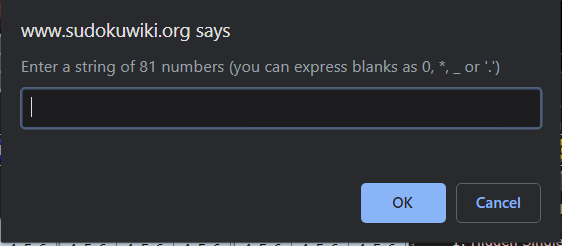 www.sudokuwiki.org says
Enter a string of 81 numbers (you can express blanks as 0, *, _ or '.')
OK Cancel